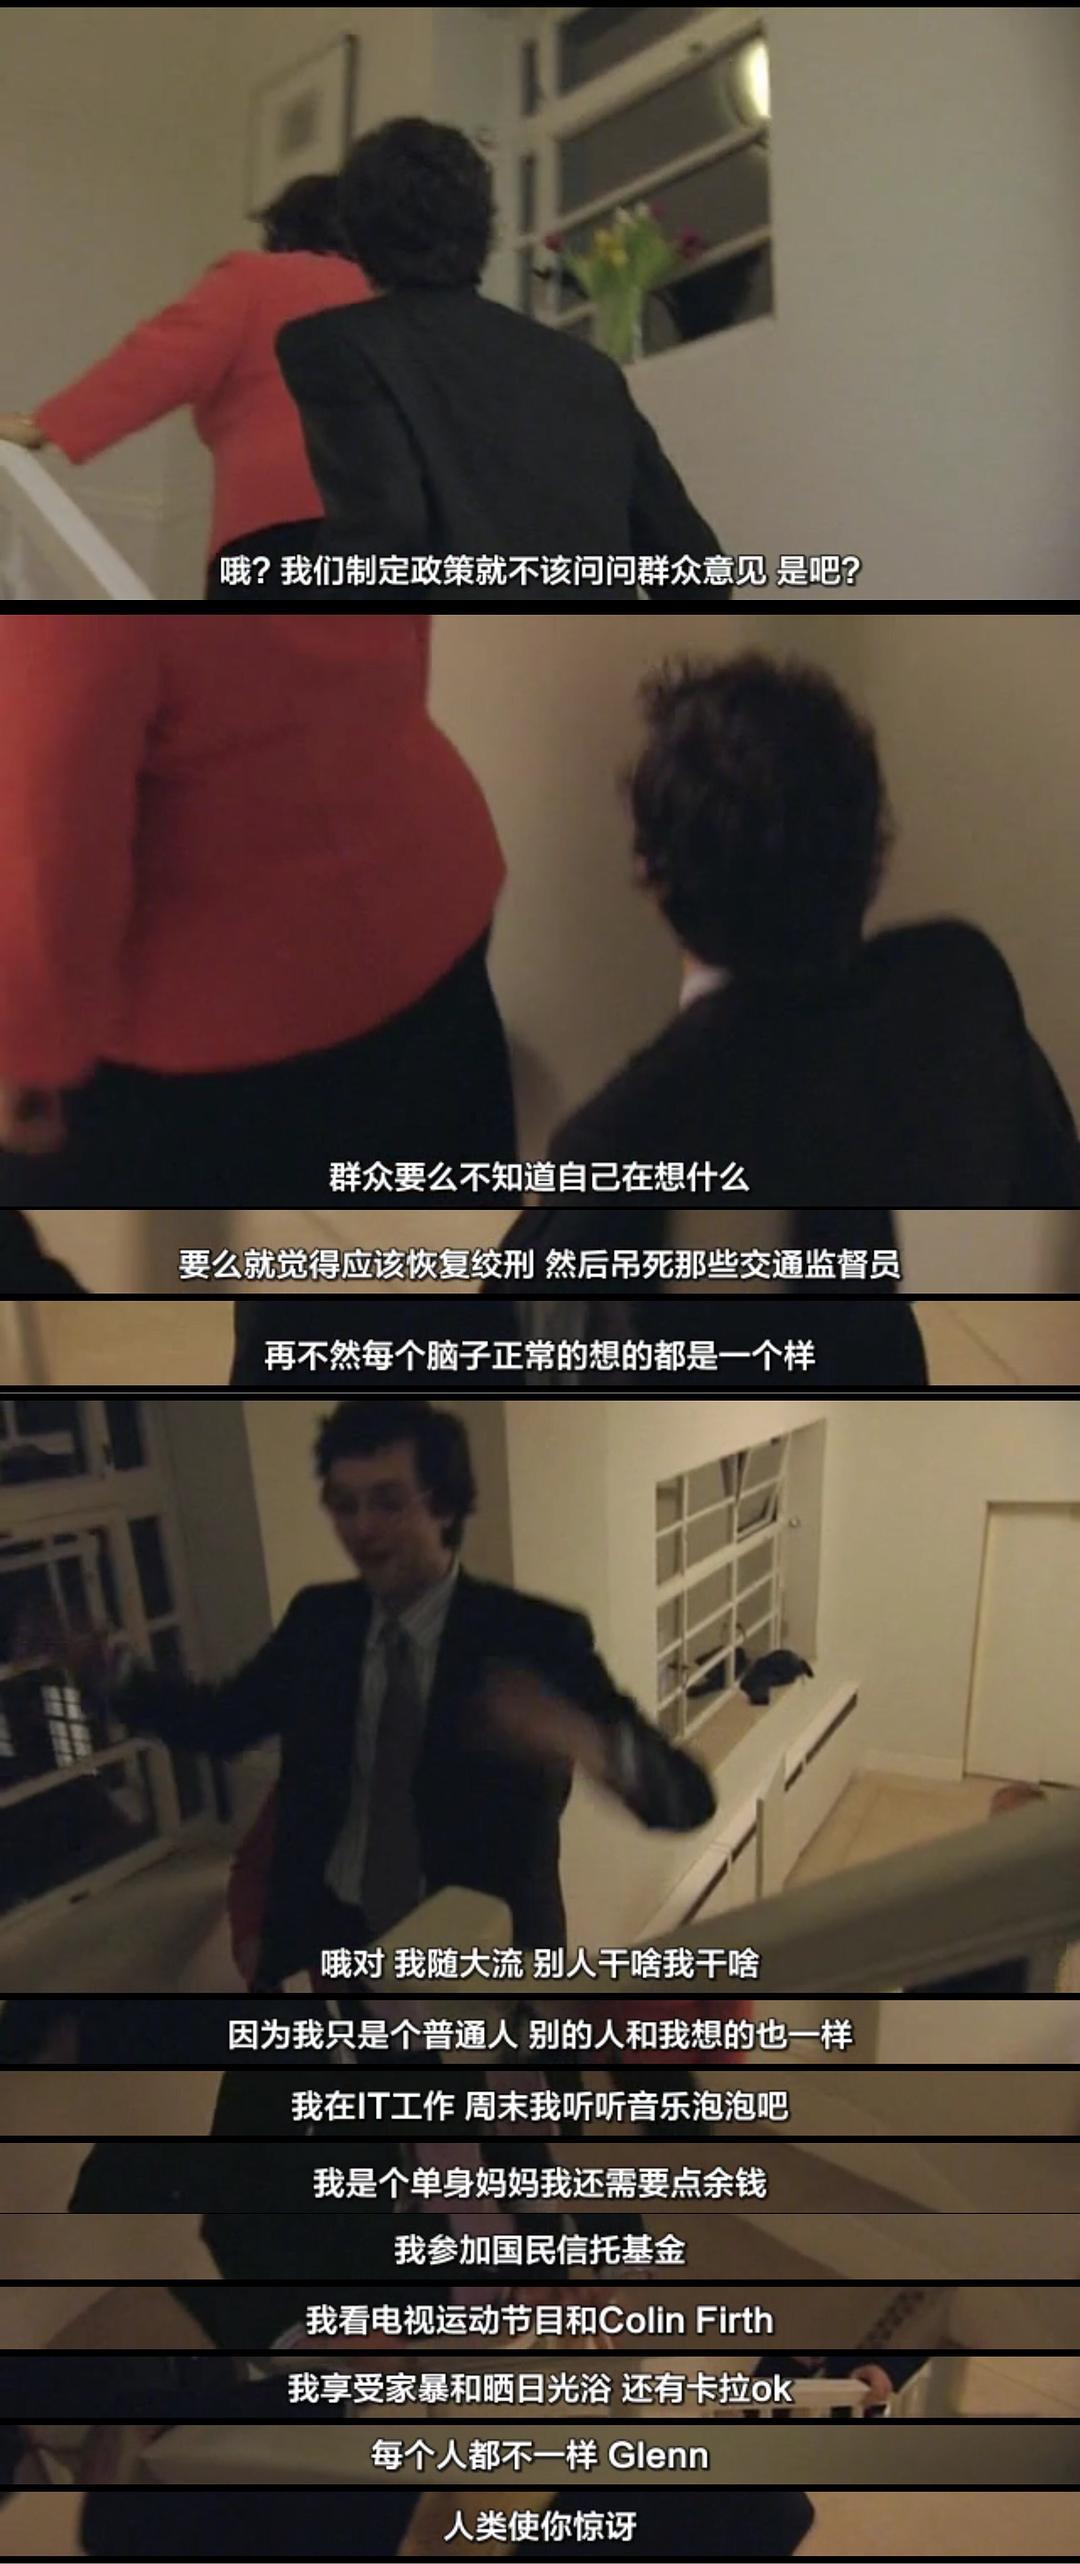 哦? 我们制定政策就不该问问群众意见 是吧?
群众要么不知道自己在想什么
要么就觉得应该恢复绞刑 然后吊死那些交通监督员
再不然每个脑子正常的想的都是一个样
哦对 我随大流 别人干啥我干啥
因为我只是个普通人 别的人和我想的也一样
我在IT工作 周末我听听音乐泡泡吧
我是个单身妈妈我还需要点余钱
我参加国民信托基金
我看电视运动节目和Colin Firth
我享受家暴和晒日光浴 还有卡拉ok
每个人都不一样 Glenn
人类使你惊讶